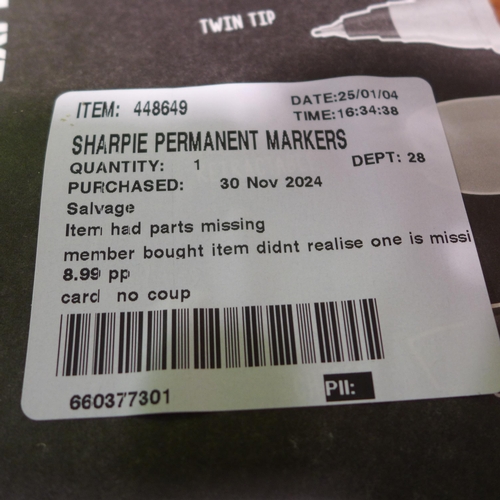 TWIN TIP
ITEM: 448649
DATE:25/01/04
TIME:16:34:38
SHARPIE PERMANENT MARKERS
QUANTITY: 1
DEPT: 28
PURCHASED: 30 Nov 2024
Salvage
Item had parts missing
member bought item didnt realise one is missi
8.99 pp
card no coup
660377301
PII: